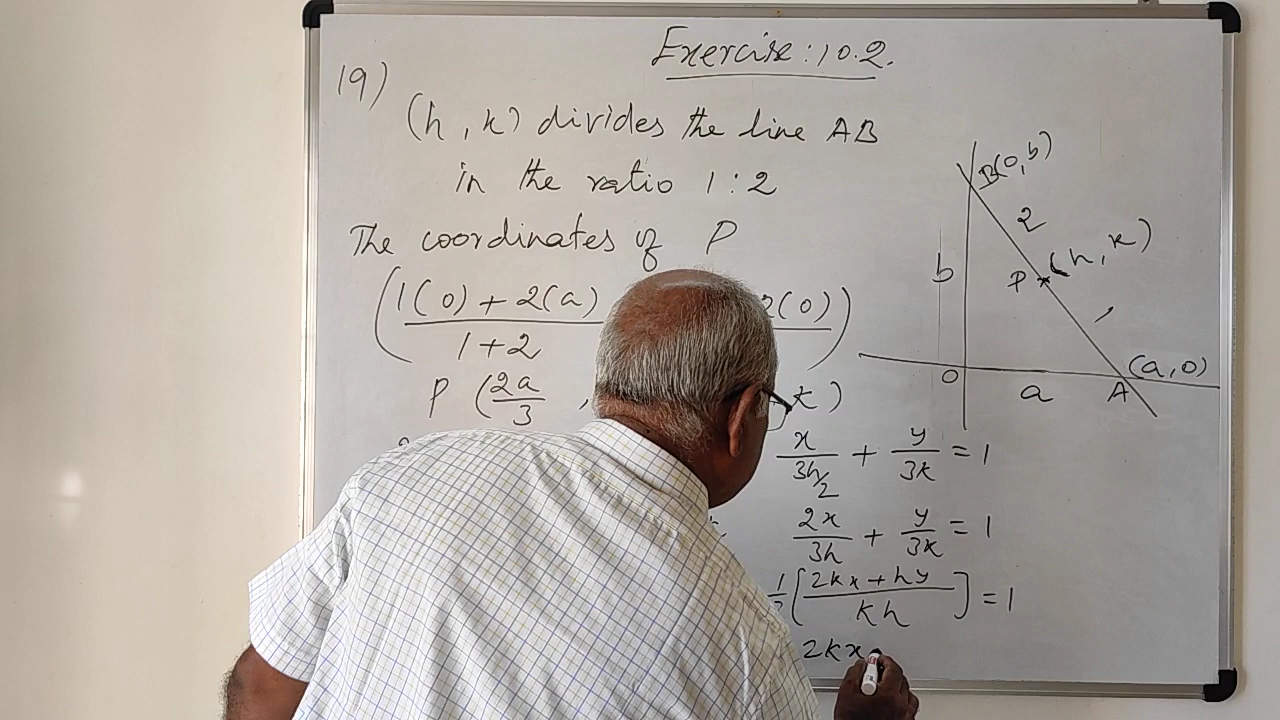 Exercise: 10.2.
19)
(h, k) divides the line AB
in the ratio 1:2
The coordinates of P
(1(0) + 2(a) 2(0))
1+2
P (2a/3 , k)
B(0,b)
2
P (h, k)
b
1
O a A (a,0)
x/(3h/2) + y/3k = 1
2x/3h + y/3k = 1
[(2kx + hy)/kh] = 1
2kx